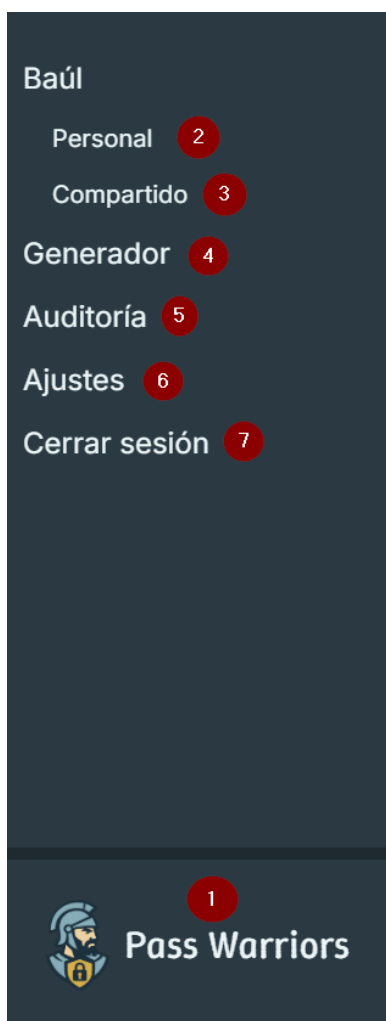 Baúl
Personal 2
Compartido 3
Generador 4
Auditoría 5
Ajustes 6
Cerrar sesión 7
1
Pass Warriors